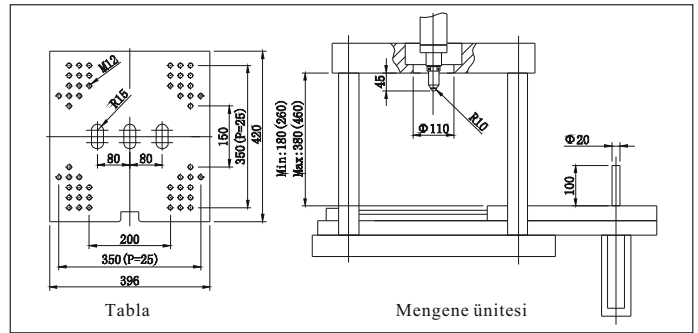 M12
R15
80
80
150
350(P=25)
420
200
350(P=25)
396
Tabla
45
R10
Φ110
Min:180(260)
Max:380(460)
Φ20
100
Mengene ünitesi